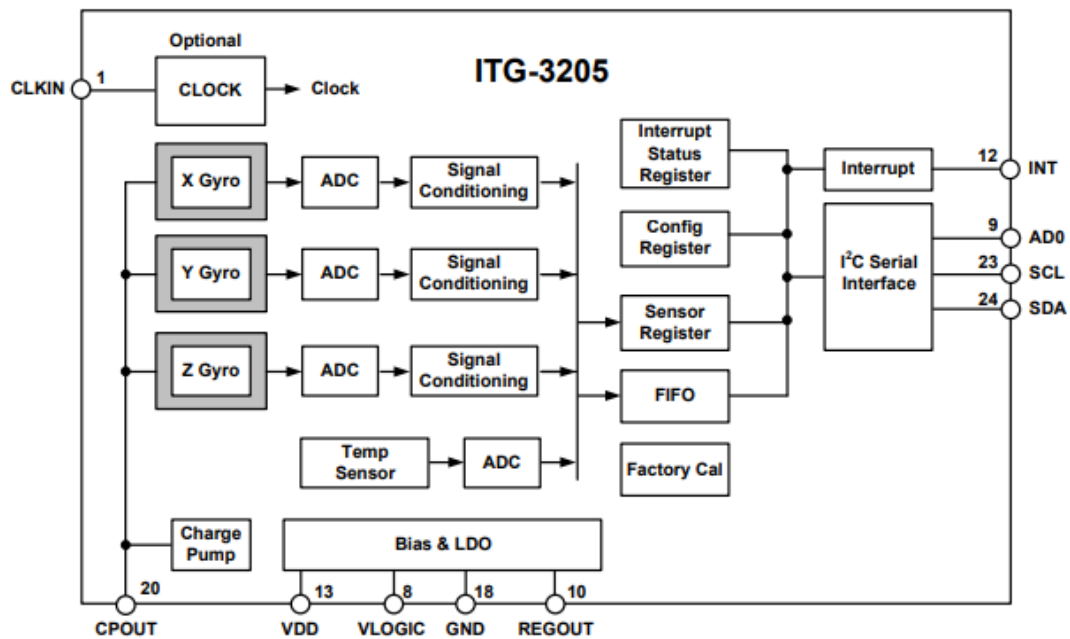 Optional
ITG-3205
CLKIN
1
CLOCK
Clock
X Gyro
ADC
Signal
Conditioning
Interrupt
Status
Register
Interrupt
12
INT
Y Gyro
ADC
Signal
Conditioning
Config
Register
I²C Serial
Interface
9
AD0
23
SCL
24
SDA
Z Gyro
ADC
Signal
Conditioning
Sensor
Register
FIFO
Temp
Sensor
ADC
Factory Cal
Charge
Pump
Bias & LDO
20
13
8
18
10
CPOUT
VDD
VLOGIC
GND
REGOUT